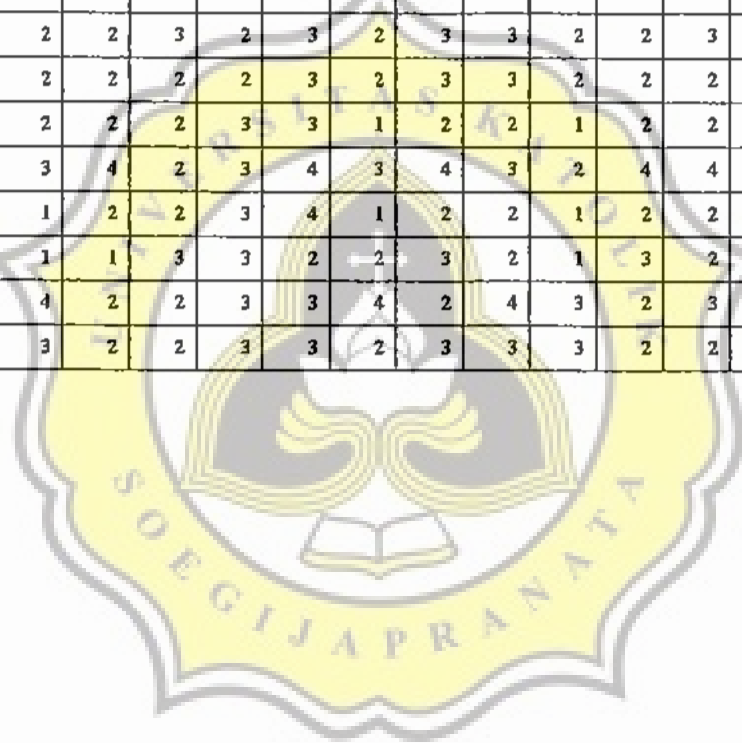 2 2 3 2 3 2 3 3 2 2 3
2 2 2 2 3 2 3 3 2 2 2
2 2 2 3 3 1 2 2 1 2 2
3 4 2 3 4 3 4 3 2 4 4
1 2 2 3 4 1 2 2 1 2 2
1 1 3 3 2 2 3 2 1 3 2
4 2 2 3 3 4 2 4 3 2 3
3 2 2 3 3 2 3 3 3 2 2
UNIVERSITAS KATOLIK
SOEGIJAPRANATA